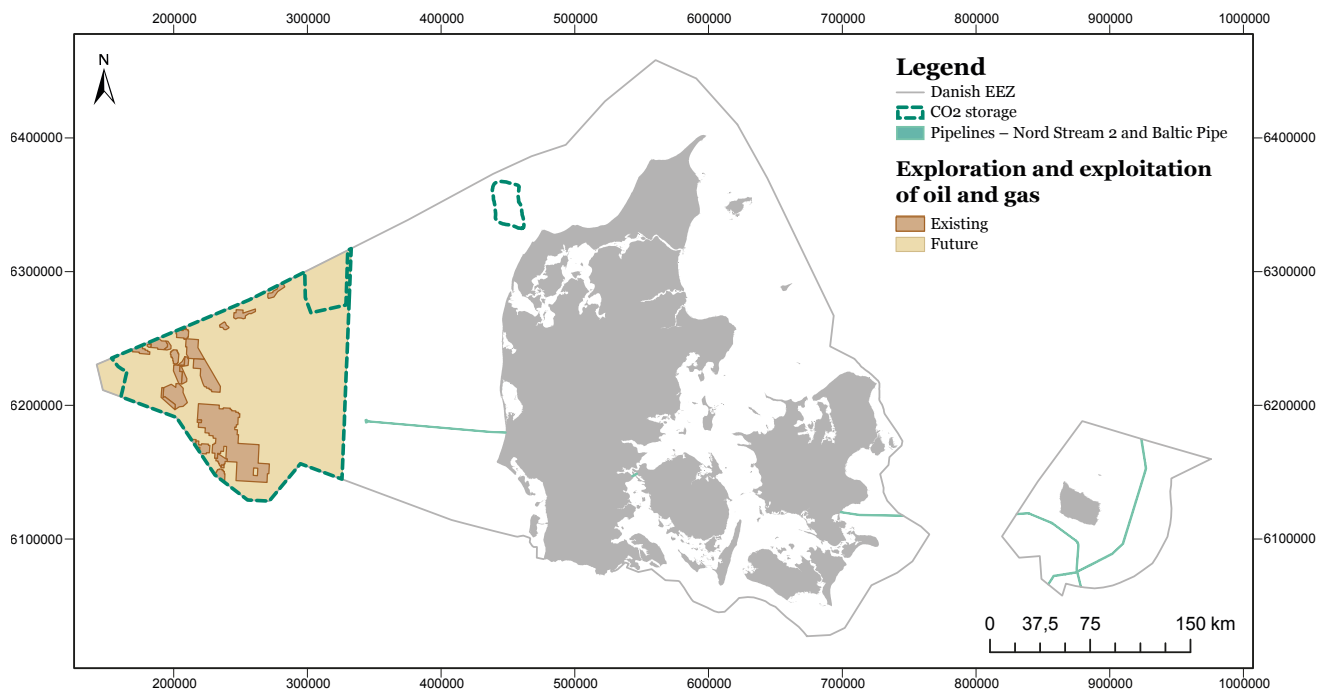 200000 300000 400000 500000 600000 700000 800000 900000 1000000
N
Legend
Danish EEZ
CO2 storage
Pipelines – Nord Stream 2 and Baltic Pipe
Exploration and exploitation
of oil and gas
Existing
Future
6400000 6400000
6300000 6300000
6200000 6200000
6100000 6100000
0 37,5 75 150 km
200000 300000 400000 500000 600000 700000 800000 900000 1000000